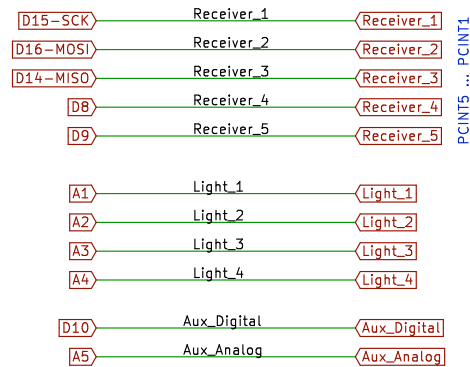 D15-SCK Receiver_1 Receiver_1
D16-MOSI Receiver_2 Receiver_2
D14-MISO Receiver_3 Receiver_3
D8 Receiver_4 Receiver_4
D9 Receiver_5 Receiver_5
PCINT5 ... PCINT1
A1 Light_1 Light_1
A2 Light_2 Light_2
A3 Light_3 Light_3
A4 Light_4 Light_4
D10 Aux_Digital Aux_Digital
A5 Aux_Analog Aux_Analog